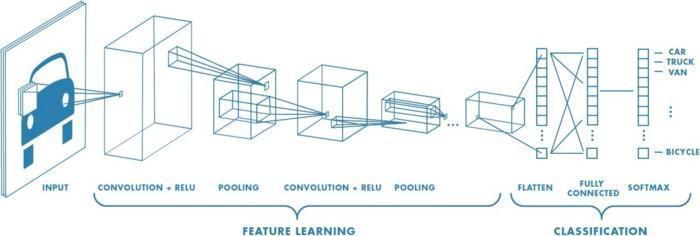 CAR
TRUCK
VAN
BICYCLE
INPUT
CONVOLUTION + RELU
POOLING
CONVOLUTION + RELU
POOLING
FLATTEN
FULLY
CONNECTED
SOFTMAX
FEATURE LEARNING
CLASSIFICATION